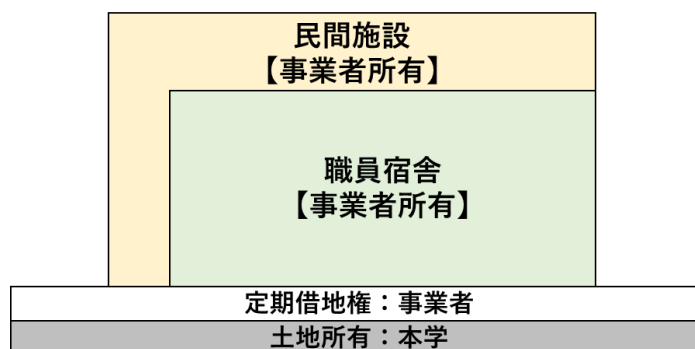 民間施設
【事業者所有】
職員宿舎
【事業者所有】
定期借地権：事業者
土地所有：本学